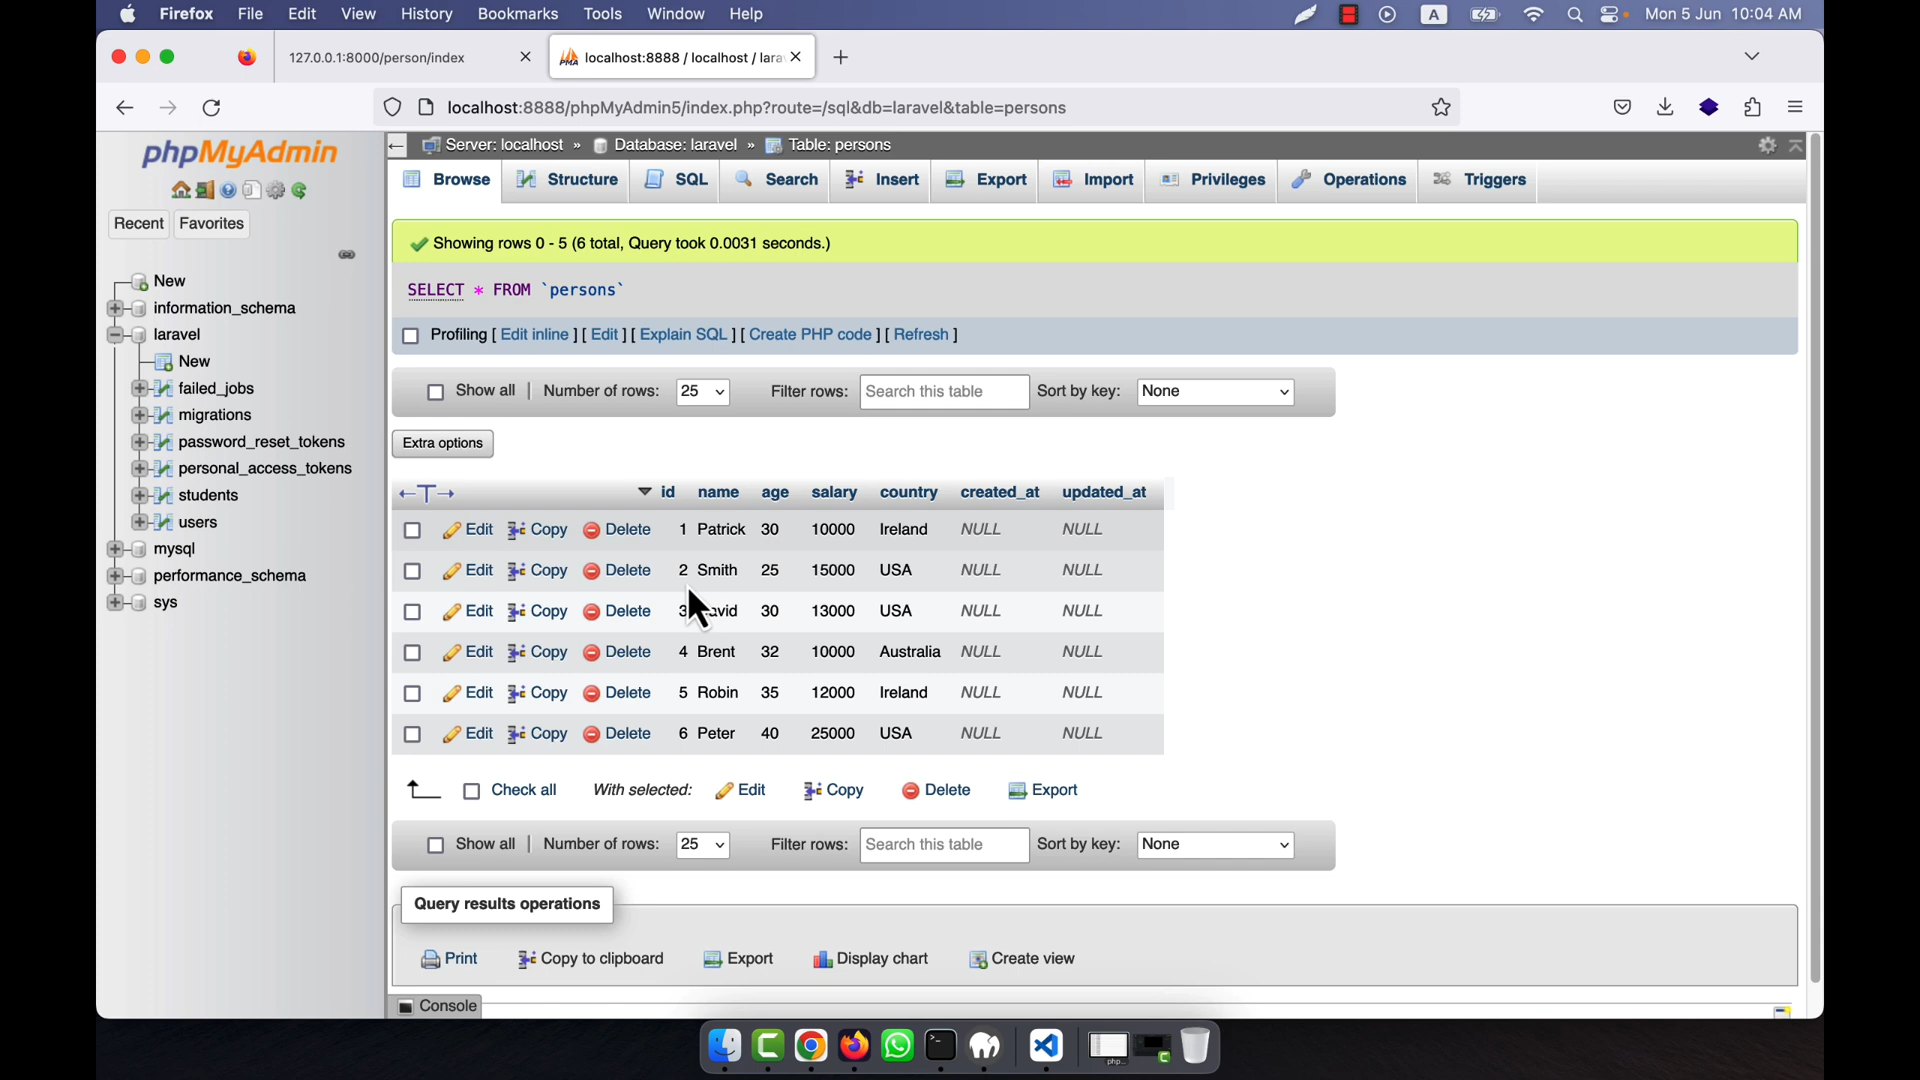 Firefox File Edit View History Bookmarks Tools Window Help A Mon 5 Jun 10:04 AM
127.0.0.1:8000/person/index
PMA localhost:8888 / localhost / lara
localhost:8888/phpMyAdmin5/index.php?route=/sql&db=laravel&table=persons
phpMyAdmin
Recent Favorites
New
information_schema
laravel
New
failed_jobs
migrations
password_reset_tokens
personal_access_tokens
students
users
mysql
performance_schema
sys
Server: localhost » Database: laravel » Table: persons
Browse Structure SQL Search Insert Export Import Privileges Operations Triggers
Showing rows 0 - 5 (6 total, Query took 0.0031 seconds.)
SELECT * FROM `persons`
Profiling [ Edit inline ] [ Edit ] [ Explain SQL ] [ Create PHP code ] [ Refresh ]
Show all | Number of rows: 25 Filter rows: Search this table Sort by key: None
Extra options
←T→ id name age salary country created_at updated_at
Edit Copy Delete 1 Patrick 30 10000 Ireland NULL NULL
Edit Copy Delete 2 Smith 25 15000 USA NULL NULL
Edit Copy Delete 3 avid 30 13000 USA NULL NULL
Edit Copy Delete 4 Brent 32 10000 Australia NULL NULL
Edit Copy Delete 5 Robin 35 12000 Ireland NULL NULL
Edit Copy Delete 6 Peter 40 25000 USA NULL NULL
Check all With selected: Edit Copy Delete Export
Show all | Number of rows: 25 Filter rows: Search this table Sort by key: None
Query results operations
Print Copy to clipboard Export Display chart Create view
Console
php